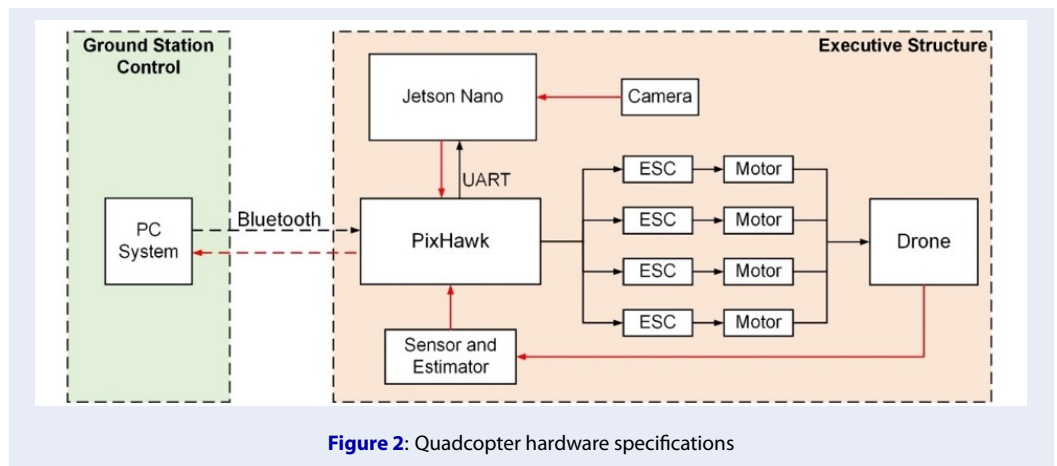 Ground Station
Control
Executive Structure
Jetson Nano
Camera
UART
PC
System
Bluetooth
PixHawk
ESC
Motor
ESC
Motor
ESC
Motor
ESC
Motor
Drone
Sensor and
Estimator
Figure 2: Quadcopter hardware specifications